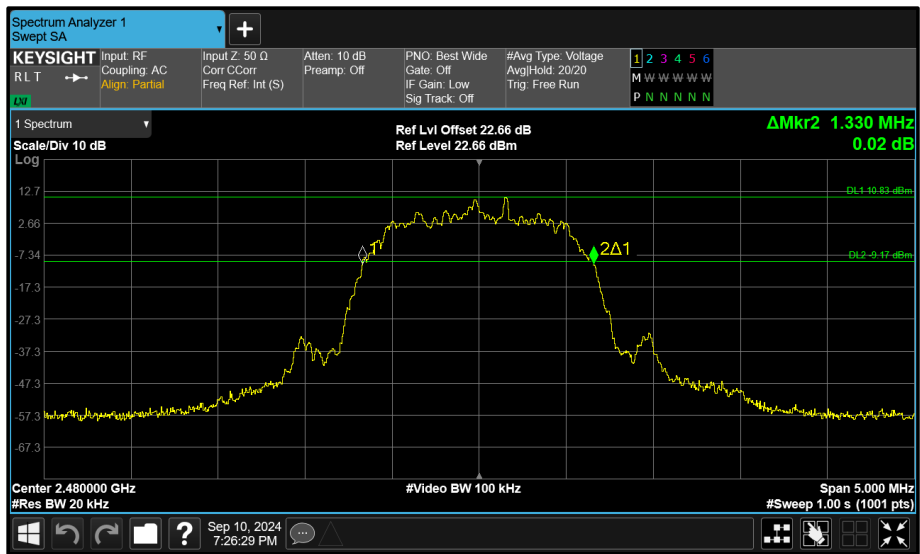 Spectrum Analyzer 1
Swept SA
KEYSIGHT
R L T
LXI
Input: RF
Coupling: AC
Align: Partial
Input Z: 50 Ω
Corr CCorr
Freq Ref: Int (S)
Atten: 10 dB
Preamp: Off
PNO: Best Wide
Gate: Off
IF Gain: Low
Sig Track: Off
#Avg Type: Voltage
Avg|Hold: 20/20
Trig: Free Run
1 2 3 4 5 6
M W W W W W
P N N N N N
1 Spectrum
Scale/Div 10 dB
Ref Lvl Offset 22.66 dB
Ref Level 22.66 dBm
ΔMkr2 1.330 MHz
0.02 dB
Log
12.7
DL1 10.83 dBm
2.66
-7.34
1
2Δ1
DL2 -9.17 dBm
-17.3
-27.3
-37.3
-47.3
-57.3
-67.3
Center 2.480000 GHz
#Video BW 100 kHz
Span 5.000 MHz
#Res BW 20 kHz
#Sweep 1.00 s (1001 pts)
?
Sep 10, 2024
7:26:29 PM